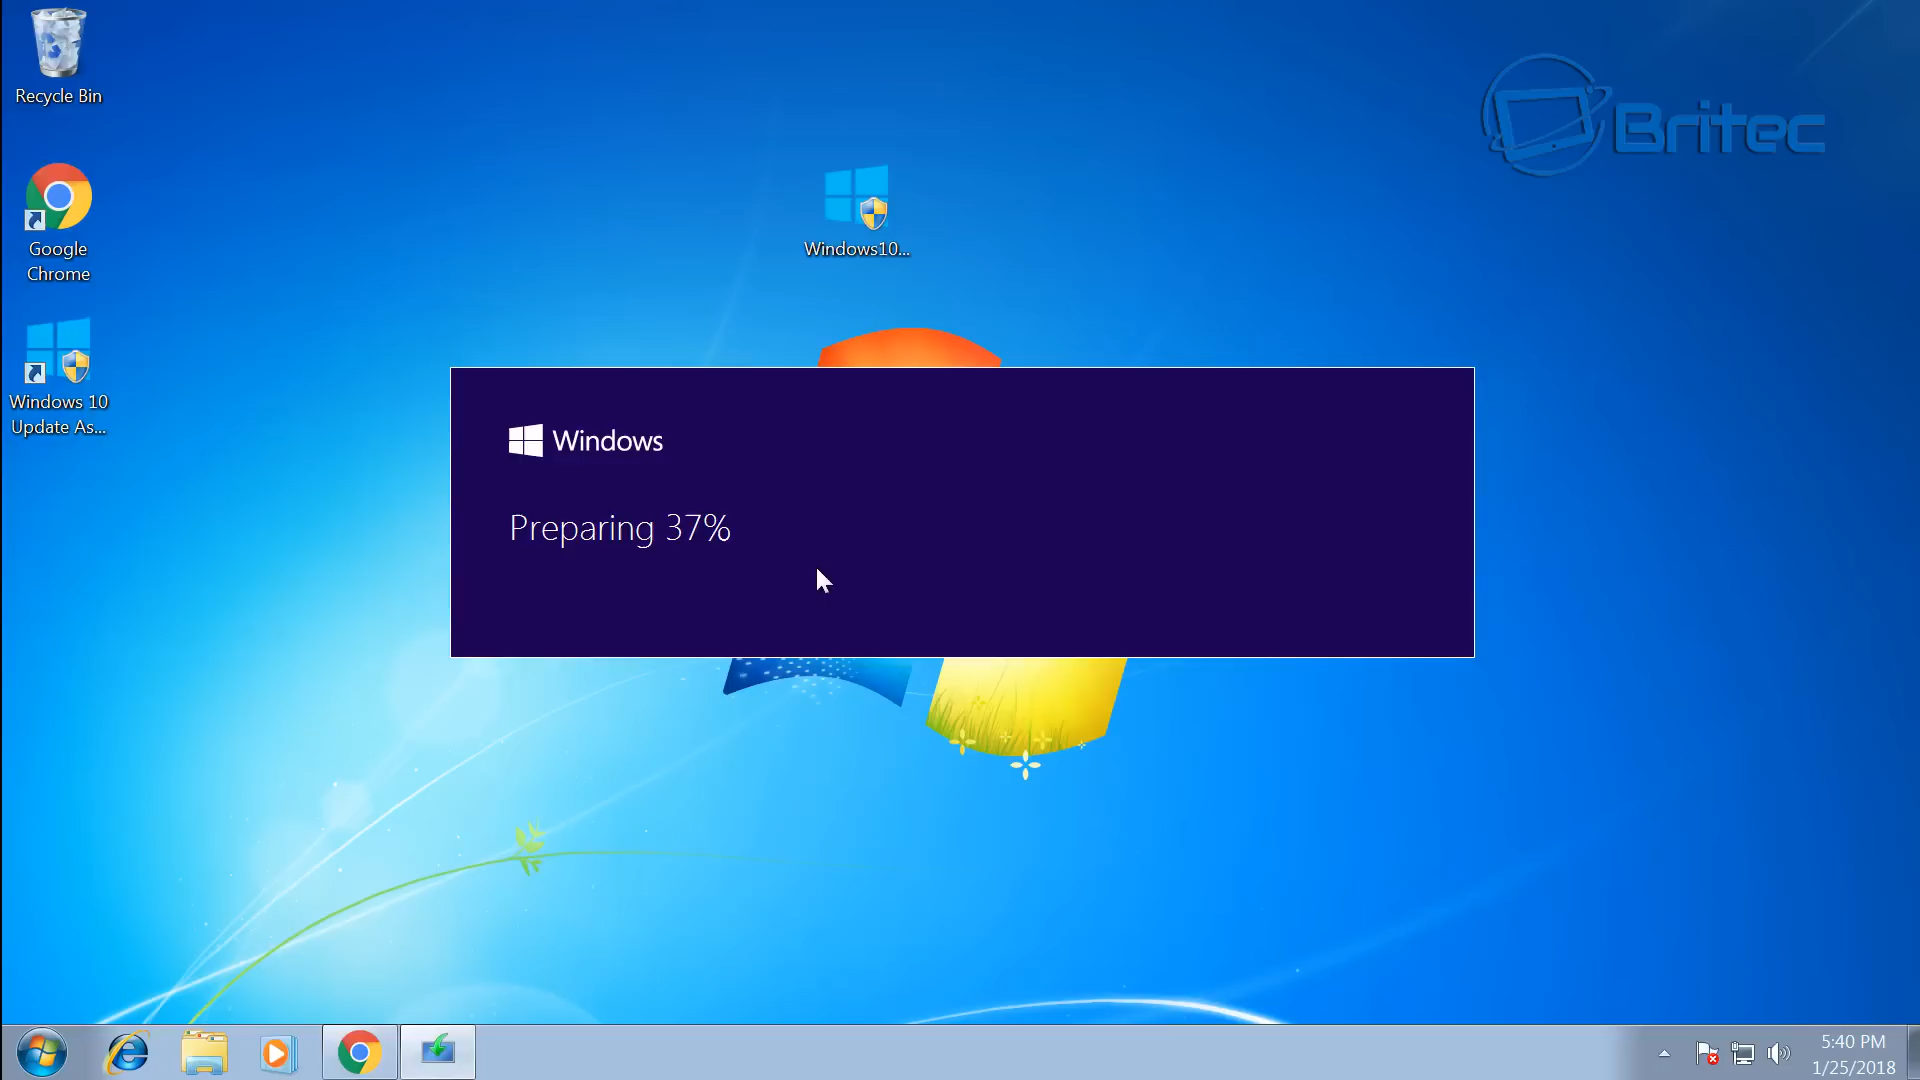 Recycle Bin
Britec
Google
Chrome
Windows10...
Windows 10
Update As...
Windows
Preparing 37%
5:40 PM
1/25/2018